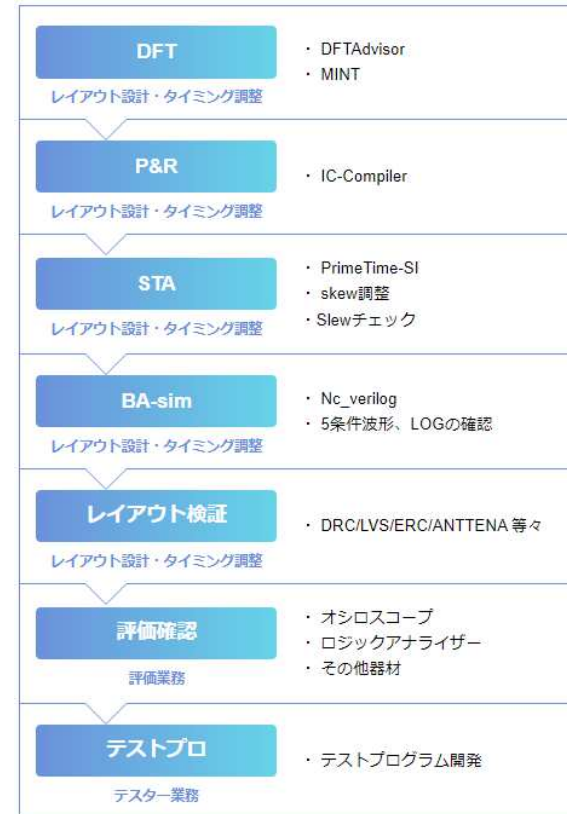 DFT
レイアウト設計・タイミング調整
・ DFTAdvisor
・ MINT
P&R
レイアウト設計・タイミング調整
・ IC-Compiler
STA
レイアウト設計・タイミング調整
・ PrimeTime-SI
・ skew調整
・Slewチェック
BA-sim
レイアウト設計・タイミング調整
・ Nc_verilog
・ 5条件波形、LOGの確認
レイアウト検証
レイアウト設計・タイミング調整
・ DRC/LVS/ERC/ANTTENA 等々
評価確認
評価業務
・ オシロスコープ
・ ロジックアナライザー
・ その他器材
テストプロ
テスター業務
・ テストプログラム開発